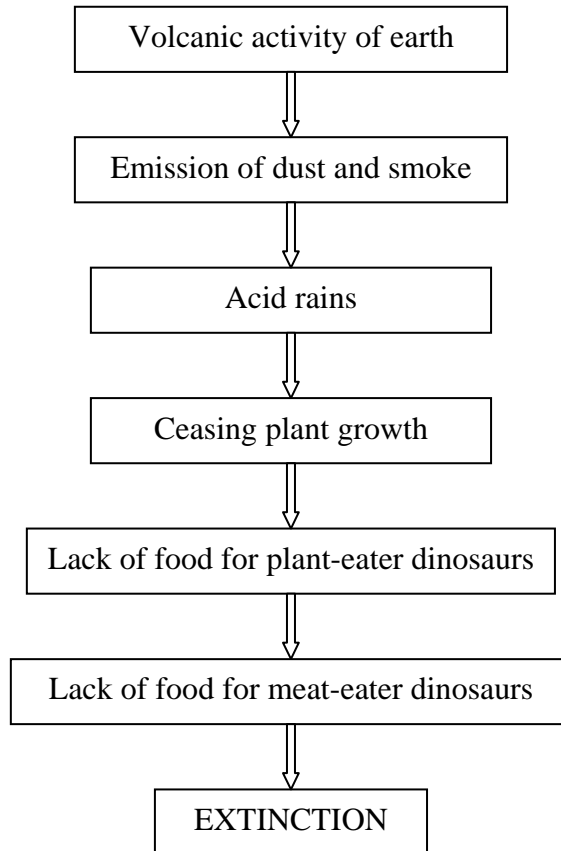 Volcanic activity of earth
Emission of dust and smoke
Acid rains
Ceasing plant growth
Lack of food for plant-eater dinosaurs
Lack of food for meat-eater dinosaurs
EXTINCTION